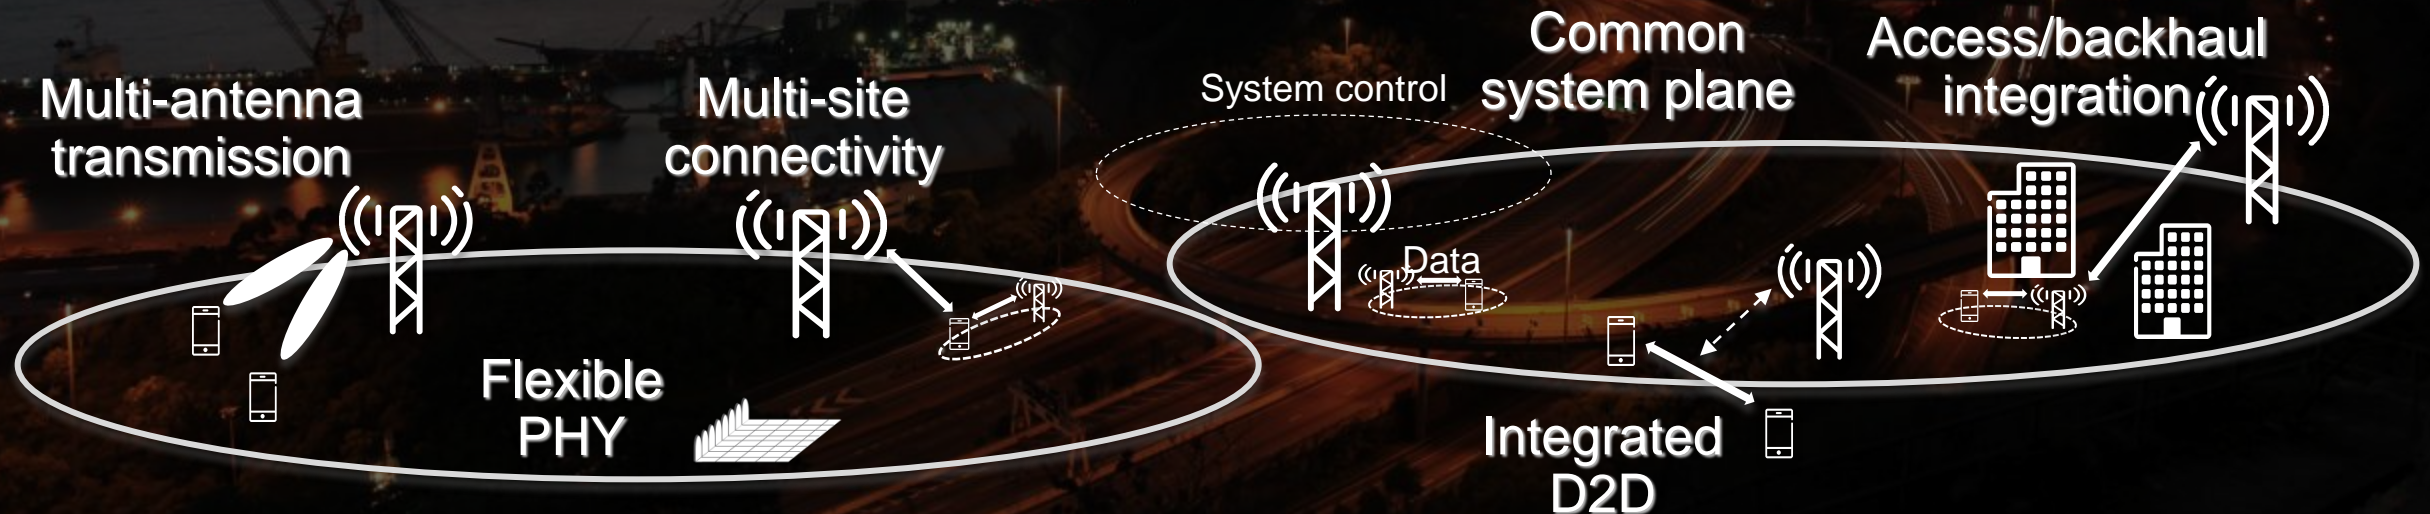 Multi-antenna
transmission
Multi-site
connectivity
Flexible
PHY
System control
Common
system plane
Data
Integrated
D2D
Access/backhaul
integration